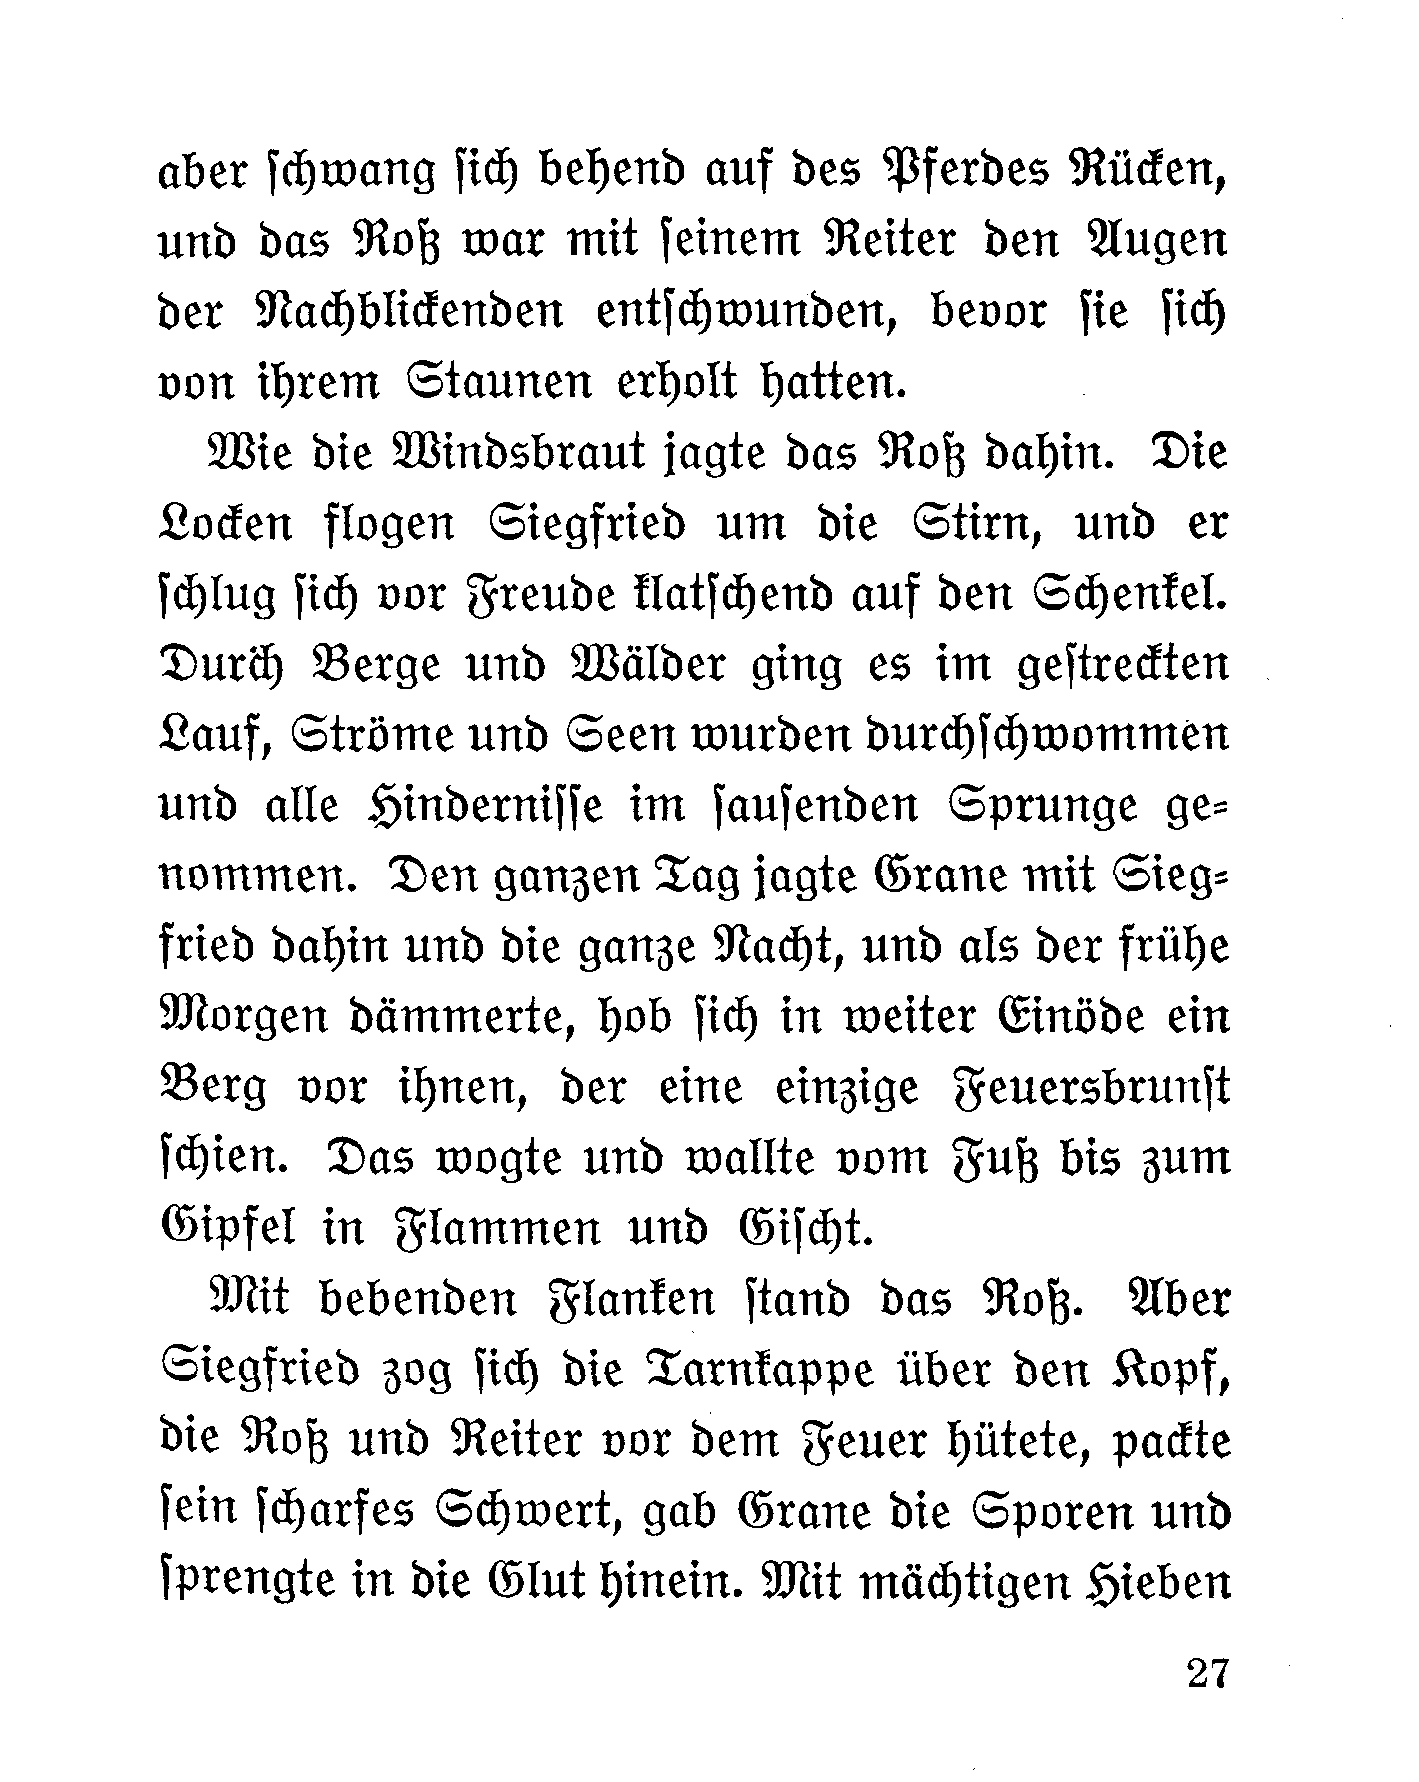 aber ſchwang ſich behend auf des Pferdes Rücken,
und das Roß war mit ſeinem Reiter den Augen
der Nachblickenden entſchwunden, bevor ſie ſich
von ihrem Staunen erholt hatten.
Wie die Windsbraut jagte das Roß dahin. Die
Locken flogen Siegfried um die Stirn, und er
ſchlug ſich vor Freude klatſchend auf den Schenkel.
Durch Berge und Wälder ging es im geſtreckten
Lauf, Ströme und Seen wurden durchſchwommen
und alle Hinderniſſe im ſauſenden Sprunge ge=
nommen. Den ganzen Tag jagte Grane mit Sieg=
fried dahin und die ganze Nacht, und als der frühe
Morgen dämmerte, hob ſich in weiter Einöde ein
Berg vor ihnen, der eine einzige Feuersbrunſt
ſchien. Das wogte und wallte vom Fuß bis zum
Gipfel in Flammen und Giſcht.
Mit bebenden Flanken ſtand das Roß. Aber
Siegfried zog ſich die Tarnkappe über den Kopf,
die Roß und Reiter vor dem Feuer hütete, packte
ſein ſcharfes Schwert, gab Grane die Sporen und
ſprengte in die Glut hinein. Mit mächtigen Hieben
27